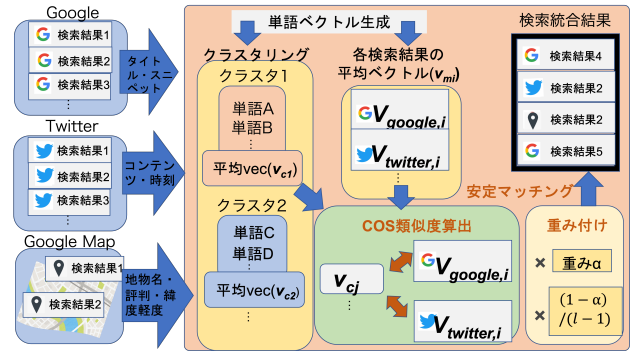 Google
検索結果1
検索結果2
検索結果3
⋮
タイト
ル・スニ
ペット
Twitter
検索結果1
検索結果2
検索結果3
⋮
コンテン
ツ・時刻
Google Map
検索結果1
検索結果2
地物名・
評判・緯
度軽度
単語ベクトル生成
クラスタリング
クラスタ1
単語A
単語B
⋮
平均vec(vc1)
クラスタ2
単語C
単語D
⋮
平均vec(vc2)
⋮
各検索結果の
平均ベクトル(vmi)
Vgoogle,i
Vtwitter,i
⋮
COS類似度算出
vcj
⋮
Vgoogle,i
Vtwitter,i
安定マッチング
重み付け
× 重みα
× (1−α)
/(l−1)
検索統合結果
検索結果4
検索結果2
検索結果2
検索結果5